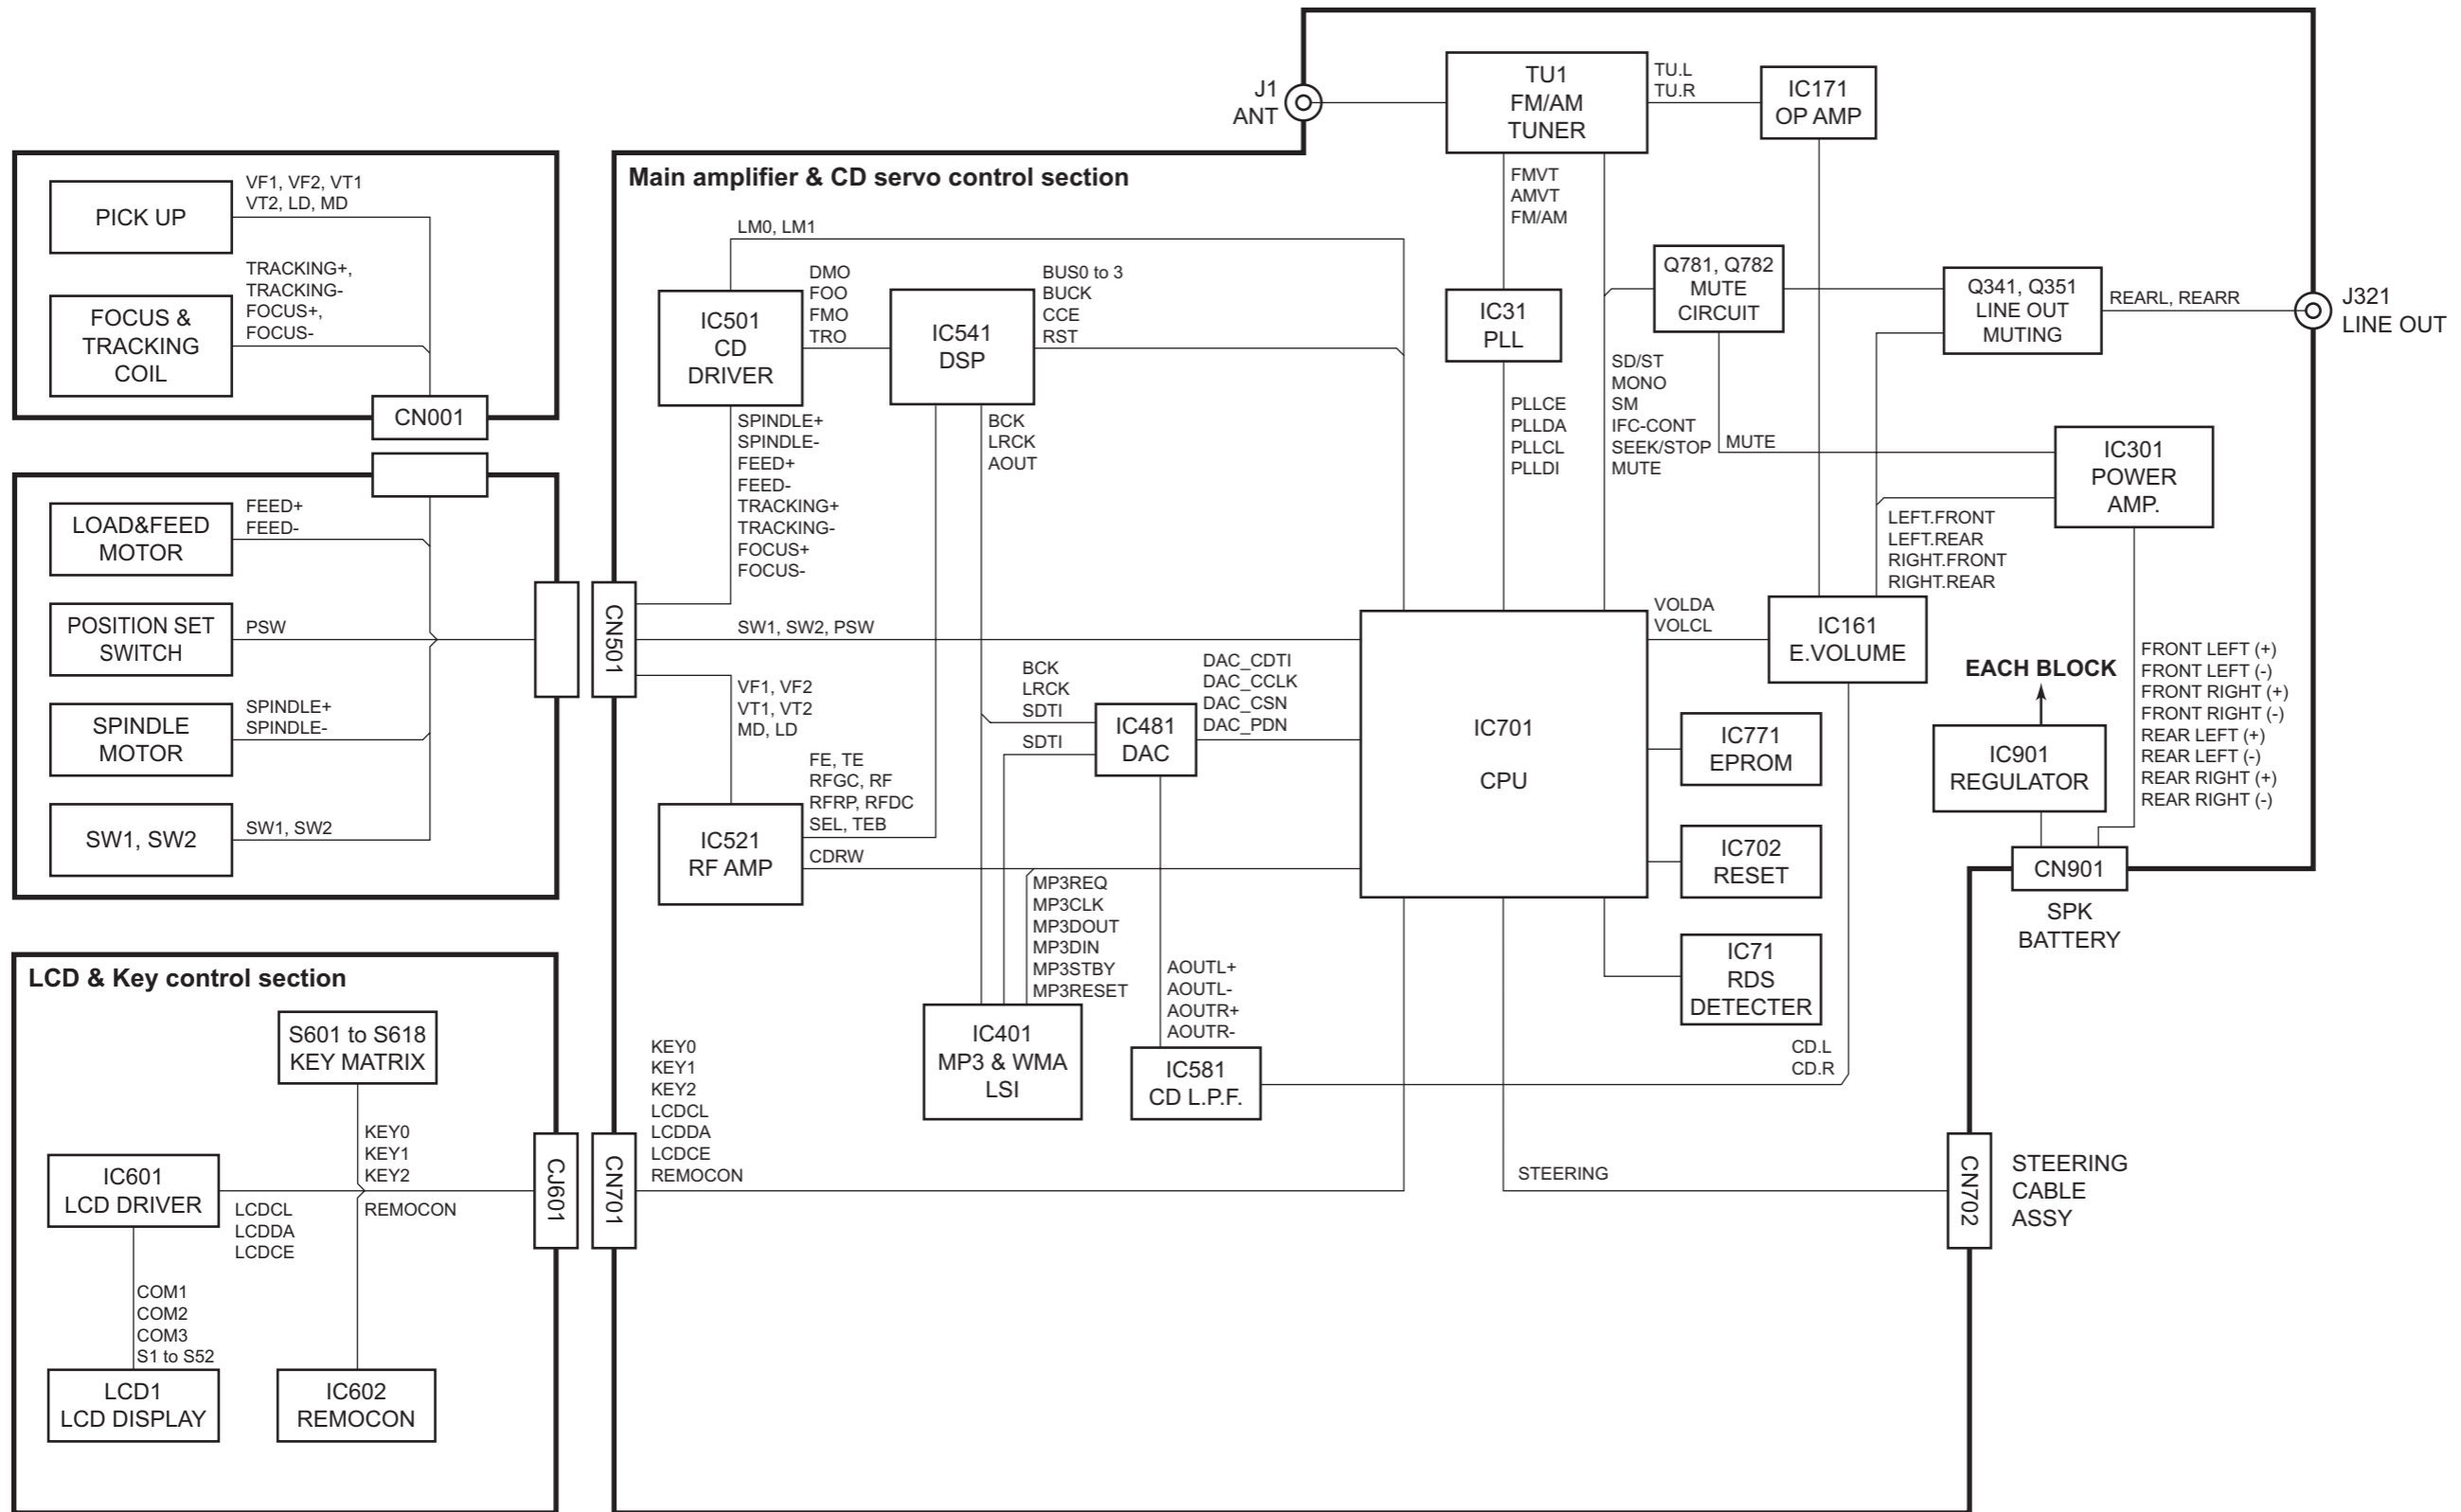 J1
ANT
TU1
FM/AM
TUNER
TU.L
TU.R
IC171
OP AMP
PICK UP
VF1, VF2, VT1
VT2, LD, MD
FOCUS &
TRACKING
COIL
TRACKING+,
TRACKING-
FOCUS+,
FOCUS-
CN001
LOAD&FEED
MOTOR
FEED+
FEED-
POSITION SET
SWITCH
PSW
SPINDLE
MOTOR
SPINDLE+
SPINDLE-
SW1, SW2
SW1, SW2
Main amplifier & CD servo control section
LM0, LM1
IC501
CD
DRIVER
DMO
FOO
FMO
TRO
IC541
DSP
BUS0 to 3
BUCK
CCE
RST
SPINDLE+
SPINDLE-
FEED+
FEED-
TRACKING+
TRACKING-
FOCUS+
FOCUS-
BCK
LRCK
AOUT
CN501
SW1, SW2, PSW
VF1, VF2
VT1, VT2
MD, LD
IC521
RF AMP
FE, TE
RFGC, RF
RFRP, RFDC
SEL, TEB
CDRW
BCK
LRCK
SDTI
SDTI
IC481
DAC
DAC_CDTI
DAC_CCLK
DAC_CSN
DAC_PDN
MP3REQ
MP3CLK
MP3DOUT
MP3DIN
MP3STBY
MP3RESET
IC401
MP3 & WMA
LSI
AOUTL+
AOUTL-
AOUTR+
AOUTR-
IC581
CD L.P.F.
CD.L
CD.R
FMVT
AMVT
FM/AM
IC31
PLL
PLLCE
PLLDA
PLLCL
PLLDI
SD/ST
MONO
SM
IFC-CONT
SEEK/STOP
MUTE
Q781, Q782
MUTE
CIRCUIT
MUTE
Q341, Q351
LINE OUT
MUTING
REARL, REARR
J321
LINE OUT
IC301
POWER
AMP.
LEFT.FRONT
LEFT.REAR
RIGHT.FRONT
RIGHT.REAR
IC701
CPU
VOLDA
VOLCL
IC161
E.VOLUME
IC771
EPROM
IC702
RESET
IC71
RDS
DETECTER
EACH BLOCK
IC901
REGULATOR
FRONT LEFT (+)
FRONT LEFT (-)
FRONT RIGHT (+)
FRONT RIGHT (-)
REAR LEFT (+)
REAR LEFT (-)
REAR RIGHT (+)
REAR RIGHT (-)
CN901
SPK
BATTERY
STEERING
CN702
STEERING
CABLE
ASSY
LCD & Key control section
S601 to S618
KEY MATRIX
KEY0
KEY1
KEY2
IC601
LCD DRIVER
LCDCL
LCDDA
LCDCE
REMOCON
COM1
COM2
COM3
S1 to S52
LCD1
LCD DISPLAY
IC602
REMOCON
CJ601
CN701
KEY0
KEY1
KEY2
LCDCL
LCDDA
LCDCE
REMOCON